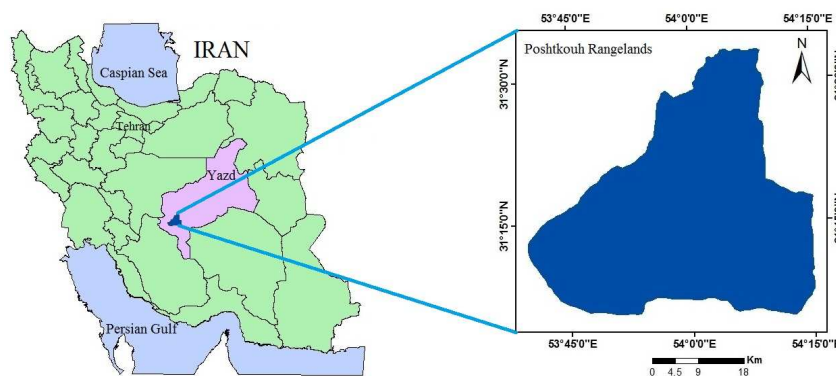 IRAN
Caspian Sea
Tehran
Yazd
Persian Gulf
53°45'0"E 54°0'0"E 54°15'0"E
Poshtkouh Rangelands
N
31°30'0"N
31°15'0"N
53°45'0"E 54°0'0"E 54°15'0"E
Km
0 4.5 9 18